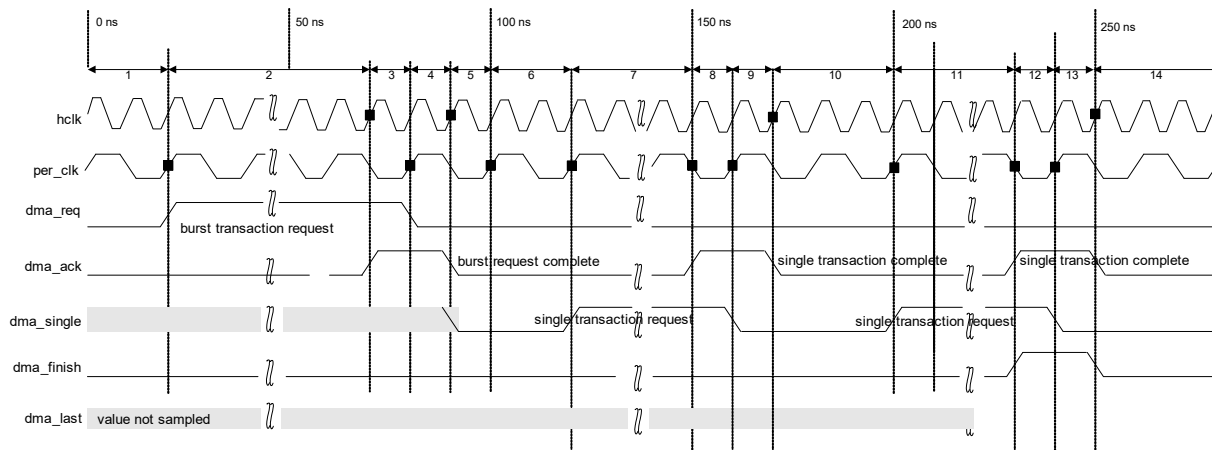 0 ns
50 ns
100 ns
150 ns
200 ns
250 ns
1 2 3 4 5 6 7 8 9 10 11 12 13 14
hclk
per_clk
dma_req
burst transaction request
dma_ack
burst request complete
single transaction complete
single transaction complete
dma_single
single transaction request
single transaction request
dma_finish
dma_last
value not sampled